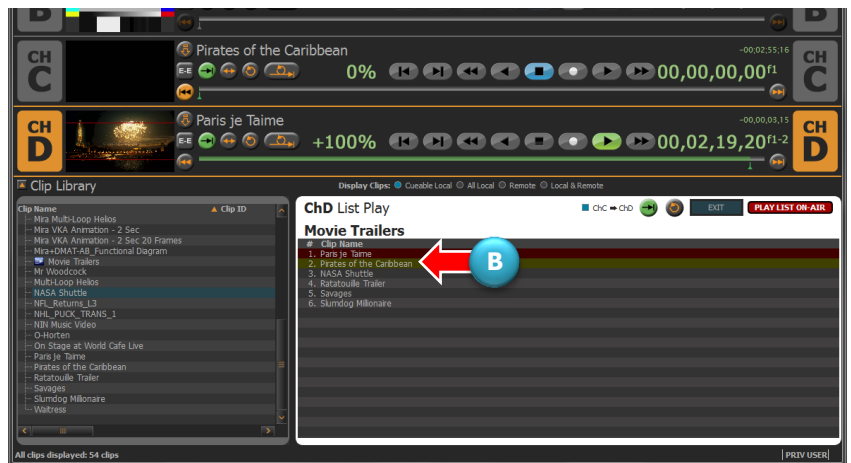 B
B
Pirates of the Caribbean
-00;02;55;16
CH
C
E-E
0%
00,00,00,00f1
CH
C
Paris je Taime
-00,00,03,15
CH
D
E-E
+100%
00,02,19,20f1-2
CH
D
Clip Library
Display Clips: Cueable Local All Local Remote Local & Remote
Clip Name Clip ID
Mira Multi-Loop Helios
Mira VKA Animation - 2 Sec
Mira VKA Animation - 2 Sec 20 Frames
Mira+DMAT-AB_Functional Diagram
Movie Trailers
Mr Woodcock
Multi-Loop Helios
NASA Shuttle
NFL_Returns_L3
NHL_PUCK_TRANS_1
NIN Music Video
O-Horten
On Stage at World Cafe Live
Paris je Taime
Pirates of the Caribbean
Ratatouille Trailer
Savages
Slumdog Millionaire
Waitress
ChD List Play
ChC ➡ ChD
EXIT
PLAY LIST ON-AIR
Movie Trailers
# Clip Name
1. Paris je Taime
2. Pirates of the Caribbean
3. NASA Shuttle
4. Ratatouille Trailer
5. Savages
6. Slumdog Millionaire
B
All clips displayed: 54 clips
PRIV USER